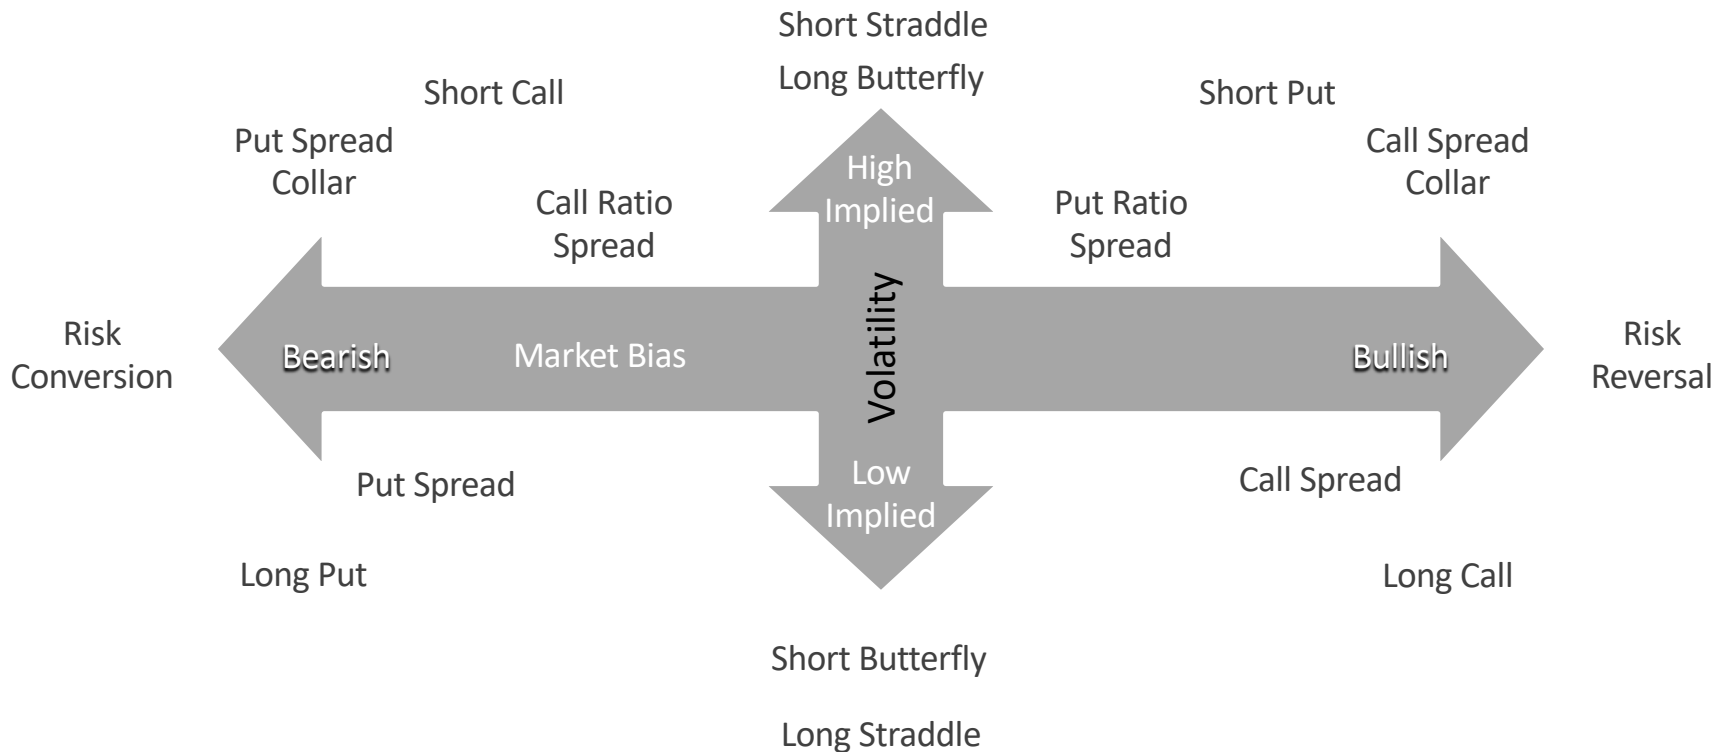 Short Straddle
Long Butterfly
Short Call
Short Put
Put Spread
Collar
Call Spread
Collar
High
Implied
Call Ratio
Spread
Put Ratio
Spread
Volatility
Risk
Conversion
Bearish
Market Bias
Bullish
Risk
Reversal
Low
Implied
Put Spread
Call Spread
Long Put
Long Call
Short Butterfly
Long Straddle